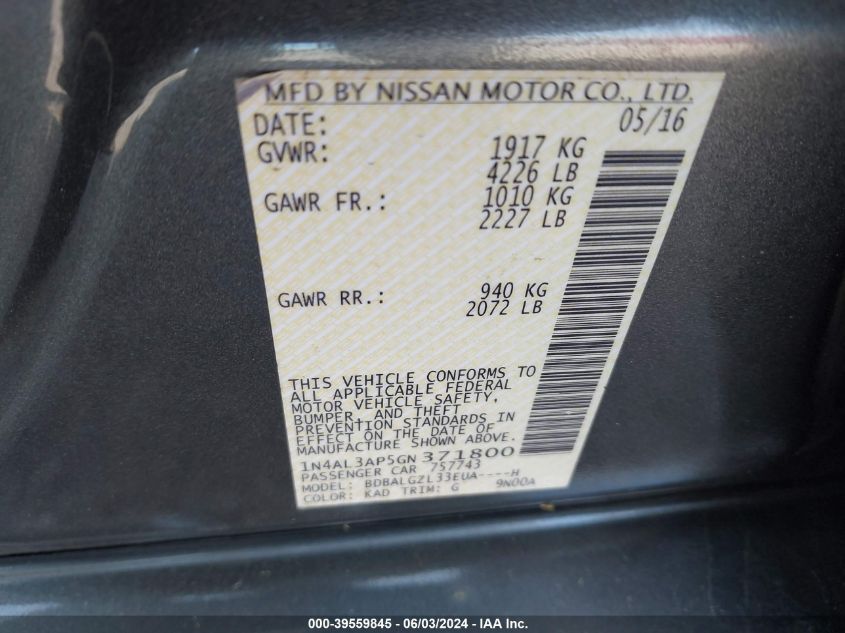 MFD BY NISSAN MOTOR CO., LTD.
DATE: 05/16
GVWR: 1917 KG
4226 LB
GAWR FR.: 1010 KG
2227 LB
GAWR RR.: 940 KG
2072 LB
THIS VEHICLE CONFORMS TO
ALL APPLICABLE FEDERAL
MOTOR VEHICLE SAFETY,
BUMPER, AND THEFT
PREVENTION STANDARDS IN
EFFECT ON THE DATE OF
MANUFACTURE SHOWN ABOVE.
1N4AL3AP5GN371800
PASSENGER CAR 757743
MODEL: BDBALGZL33EUA----H
COLOR: KAD TRIM: G 9N00A
000-39559845 - 06/03/2024 - IAA Inc.